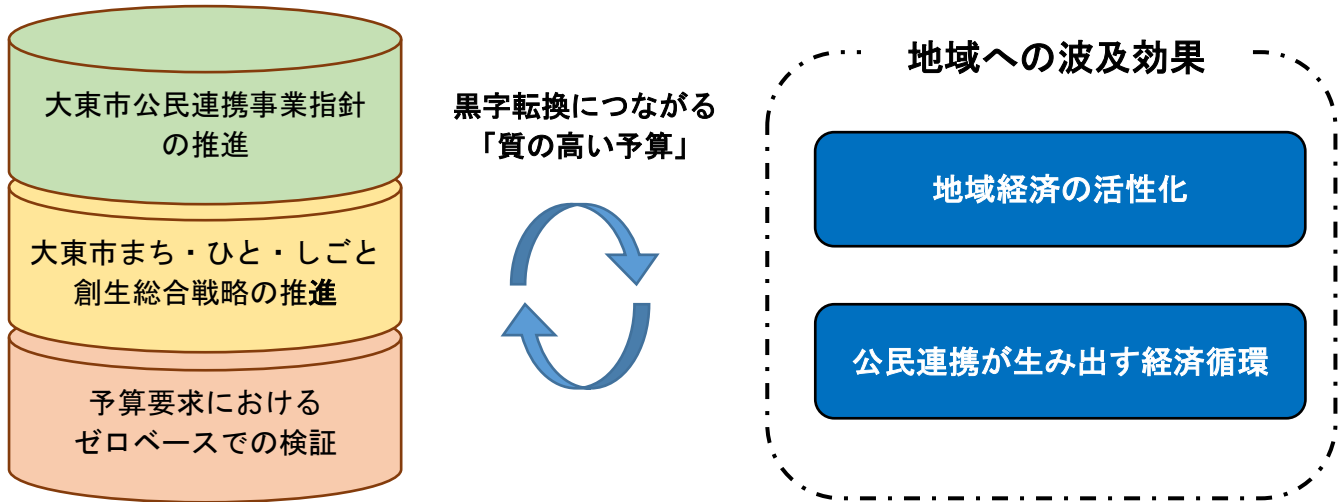 大東市公民連携事業指針
の推進
大東市まち・ひと・しごと
創生総合戦略の推進
予算要求における
ゼロベースでの検証
黒字転換につながる
「質の高い予算」
地域への波及効果
地域経済の活性化
公民連携が生み出す経済循環